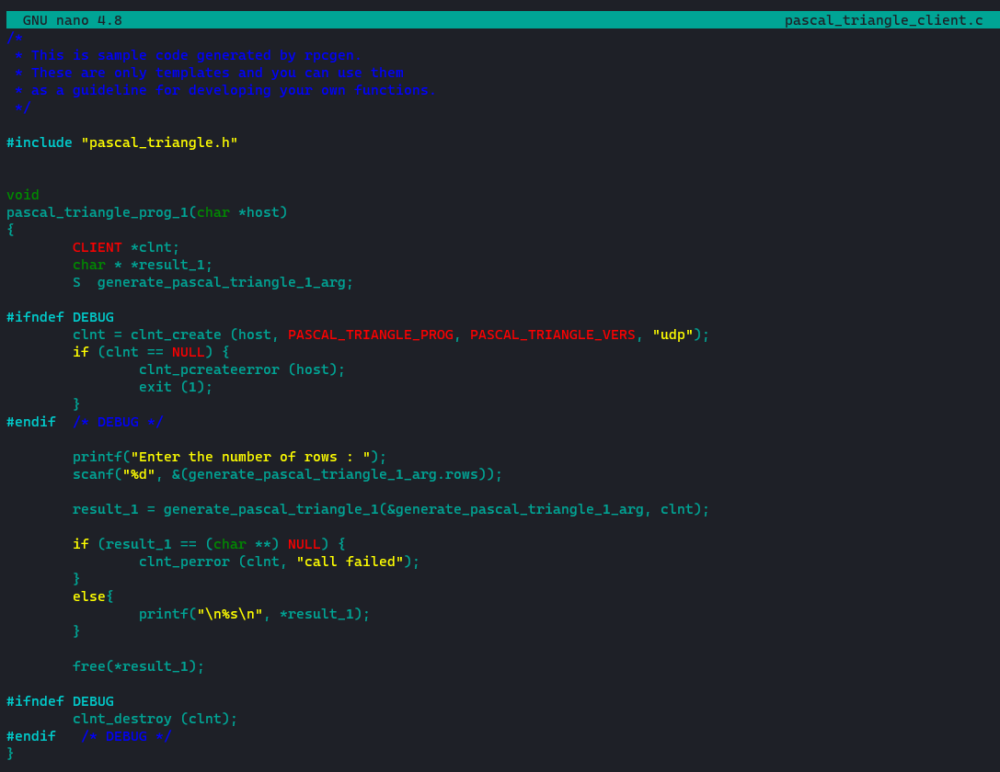 GNU nano 4.8 pascal_triangle_client.c
/*
 * This is sample code generated by rpcgen.
 * These are only templates and you can use them
 * as a guideline for developing your own functions.
 */
#include "pascal_triangle.h"
void
pascal_triangle_prog_1(char *host)
{
        CLIENT *clnt;
        char * *result_1;
        S  generate_pascal_triangle_1_arg;
#ifndef DEBUG
        clnt = clnt_create (host, PASCAL_TRIANGLE_PROG, PASCAL_TRIANGLE_VERS, "udp");
        if (clnt == NULL) {
                clnt_pcreateerror (host);
                exit (1);
        }
#endif  /* DEBUG */
        printf("Enter the number of rows : ");
        scanf("%d", &(generate_pascal_triangle_1_arg.rows));
        result_1 = generate_pascal_triangle_1(&generate_pascal_triangle_1_arg, clnt);
        if (result_1 == (char **) NULL) {
                clnt_perror (clnt, "call failed");
        }
        else{
                printf("\n%s\n", *result_1);
        }
        free(*result_1);
#ifndef DEBUG
        clnt_destroy (clnt);
#endif   /* DEBUG */
}